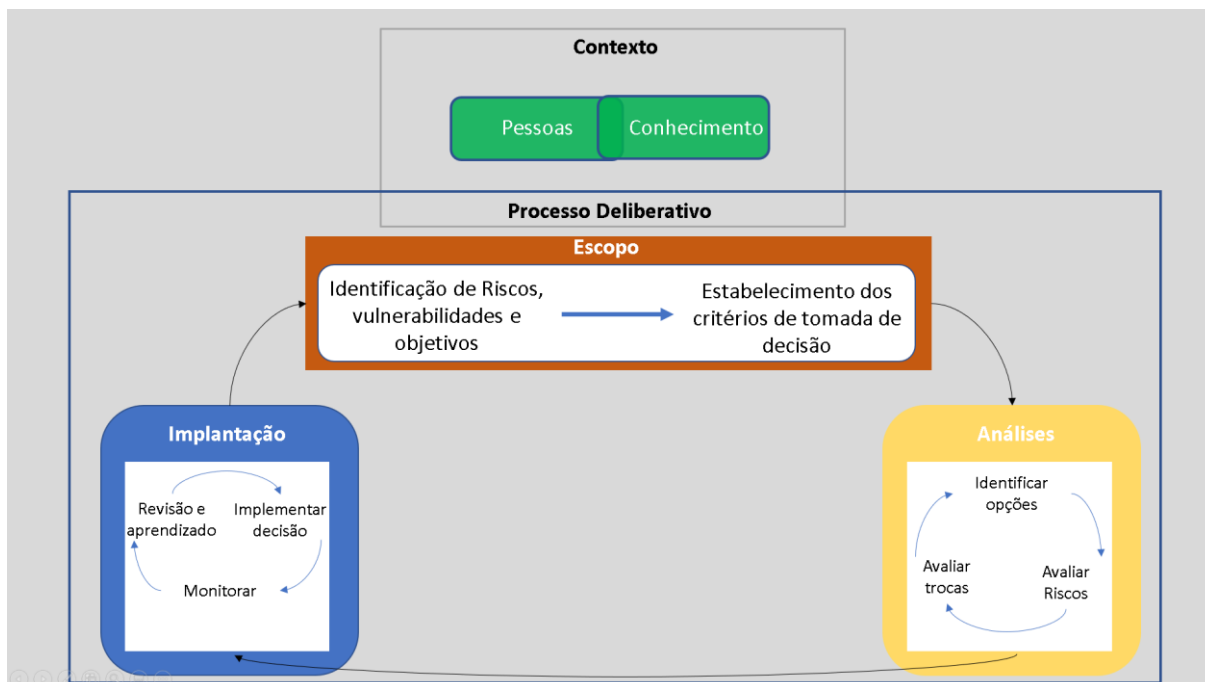 Contexto
Pessoas
Conhecimento
Processo Deliberativo
Escopo
Identificação de Riscos,
vulnerabilidades e
objetivos
Estabelecimento dos
critérios de tomada de
decisão
Implantação
Revisão e
aprendizado
Implementar
decisão
Monitorar
Análises
Identificar
opções
Avaliar
trocas
Avaliar
Riscos